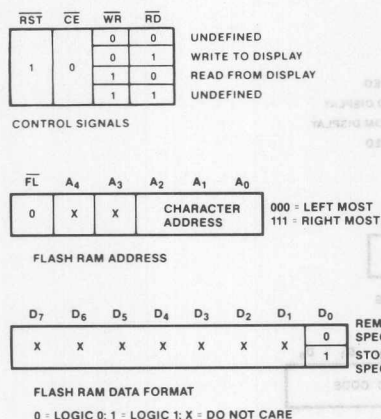 RST CE WR RD
0 0 UNDEFINED
0 1 WRITE TO DISPLAY
1 0 1 0 READ FROM DISPLAY
1 1 UNDEFINED
CONTROL SIGNALS
FL A4 A3 A2 A1 A0
0 X X CHARACTER ADDRESS
000 = LEFT MOST
111 = RIGHT MOST
FLASH RAM ADDRESS
D7 D6 D5 D4 D3 D2 D1 D0
X X X X X X X 0
1
FLASH RAM DATA FORMAT
0 = LOGIC 0; 1 = LOGIC 1; X = DO NOT CARE